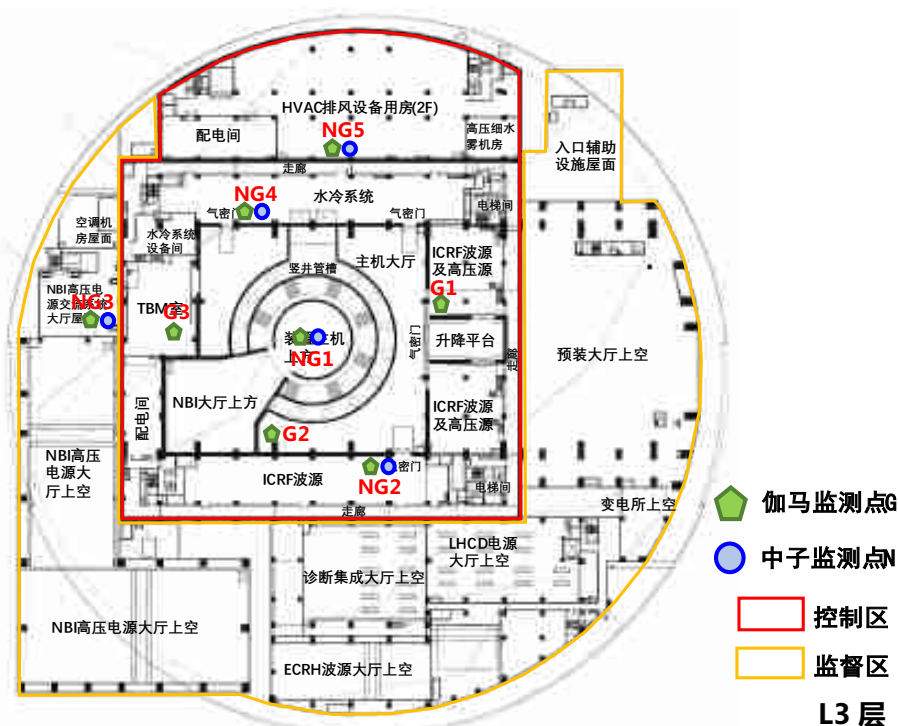 HVAC排风设备用房(2F)
配电间
NG5
高压细水
雾机房
入口辅助
设施屋面
走廊
NG4
水冷系统
电梯间
气密门
气密门
空调机
房屋面
水冷系统
设备间
主机大厅
ICRF波源
及高压源
竖井管槽
NBI高压电
源交流系统
大厅屋
NG3
TBM室
G3
G1
NG1
气密门
升降平台
走廊
预装大厅上空
NBI大厅上方
配电间
ICRF波源
及高压源
G2
NBI高压
电源大
厅上空
ICRF波源
密门
NG2
电梯间
走廊
变电所上空
LHCD电源
大厅上空
诊断集成大厅上空
NBI高压电源大厅上空
ECRH波源大厅上空
伽马监测点G
中子监测点N
控制区
监督区
L3 层